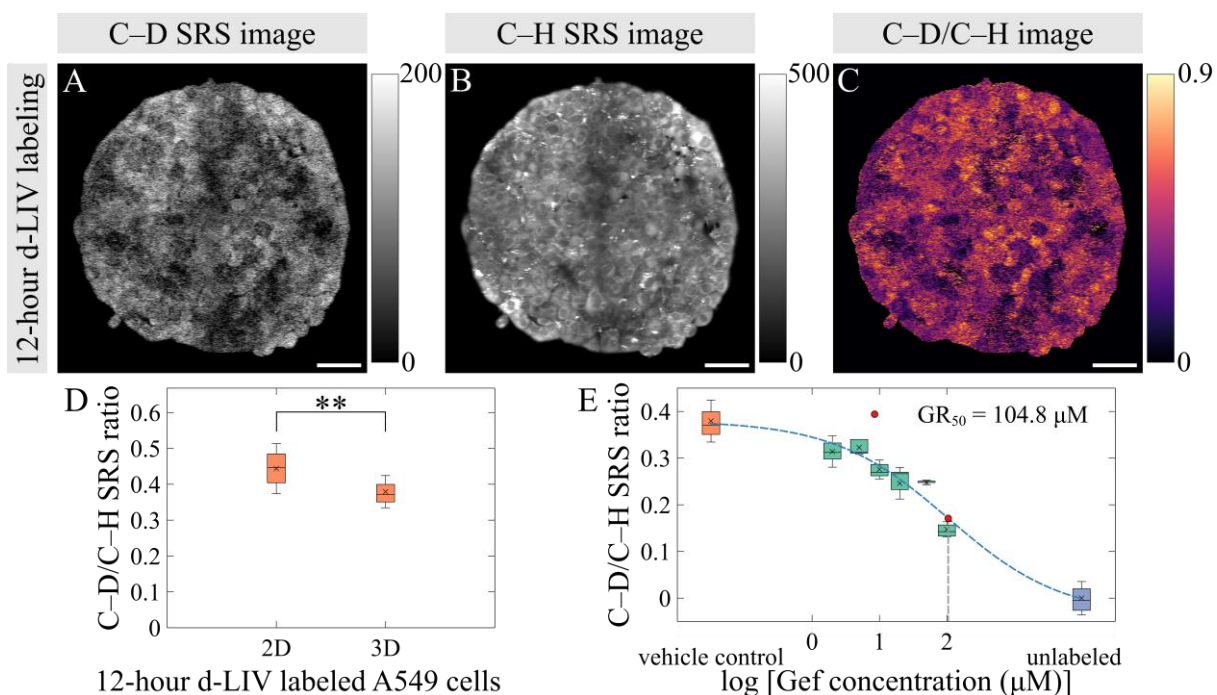 C–D SRS image
C–H SRS image
C–D/C–H image
12-hour d-LIV labeling
A
200
0
B
500
0
C
0.9
0
D
C–D/C–H SRS ratio
0.6
0.5
0.4
0.3
0.2
0.1
0
**
2D
3D
12-hour d-LIV labeled A549 cells
E
C–D/C–H SRS ratio
0.4
0.3
0.2
0.1
0
GR₅₀ = 104.8 μM
0
1
2
vehicle control
unlabeled
log [Gef concentration (μM)]